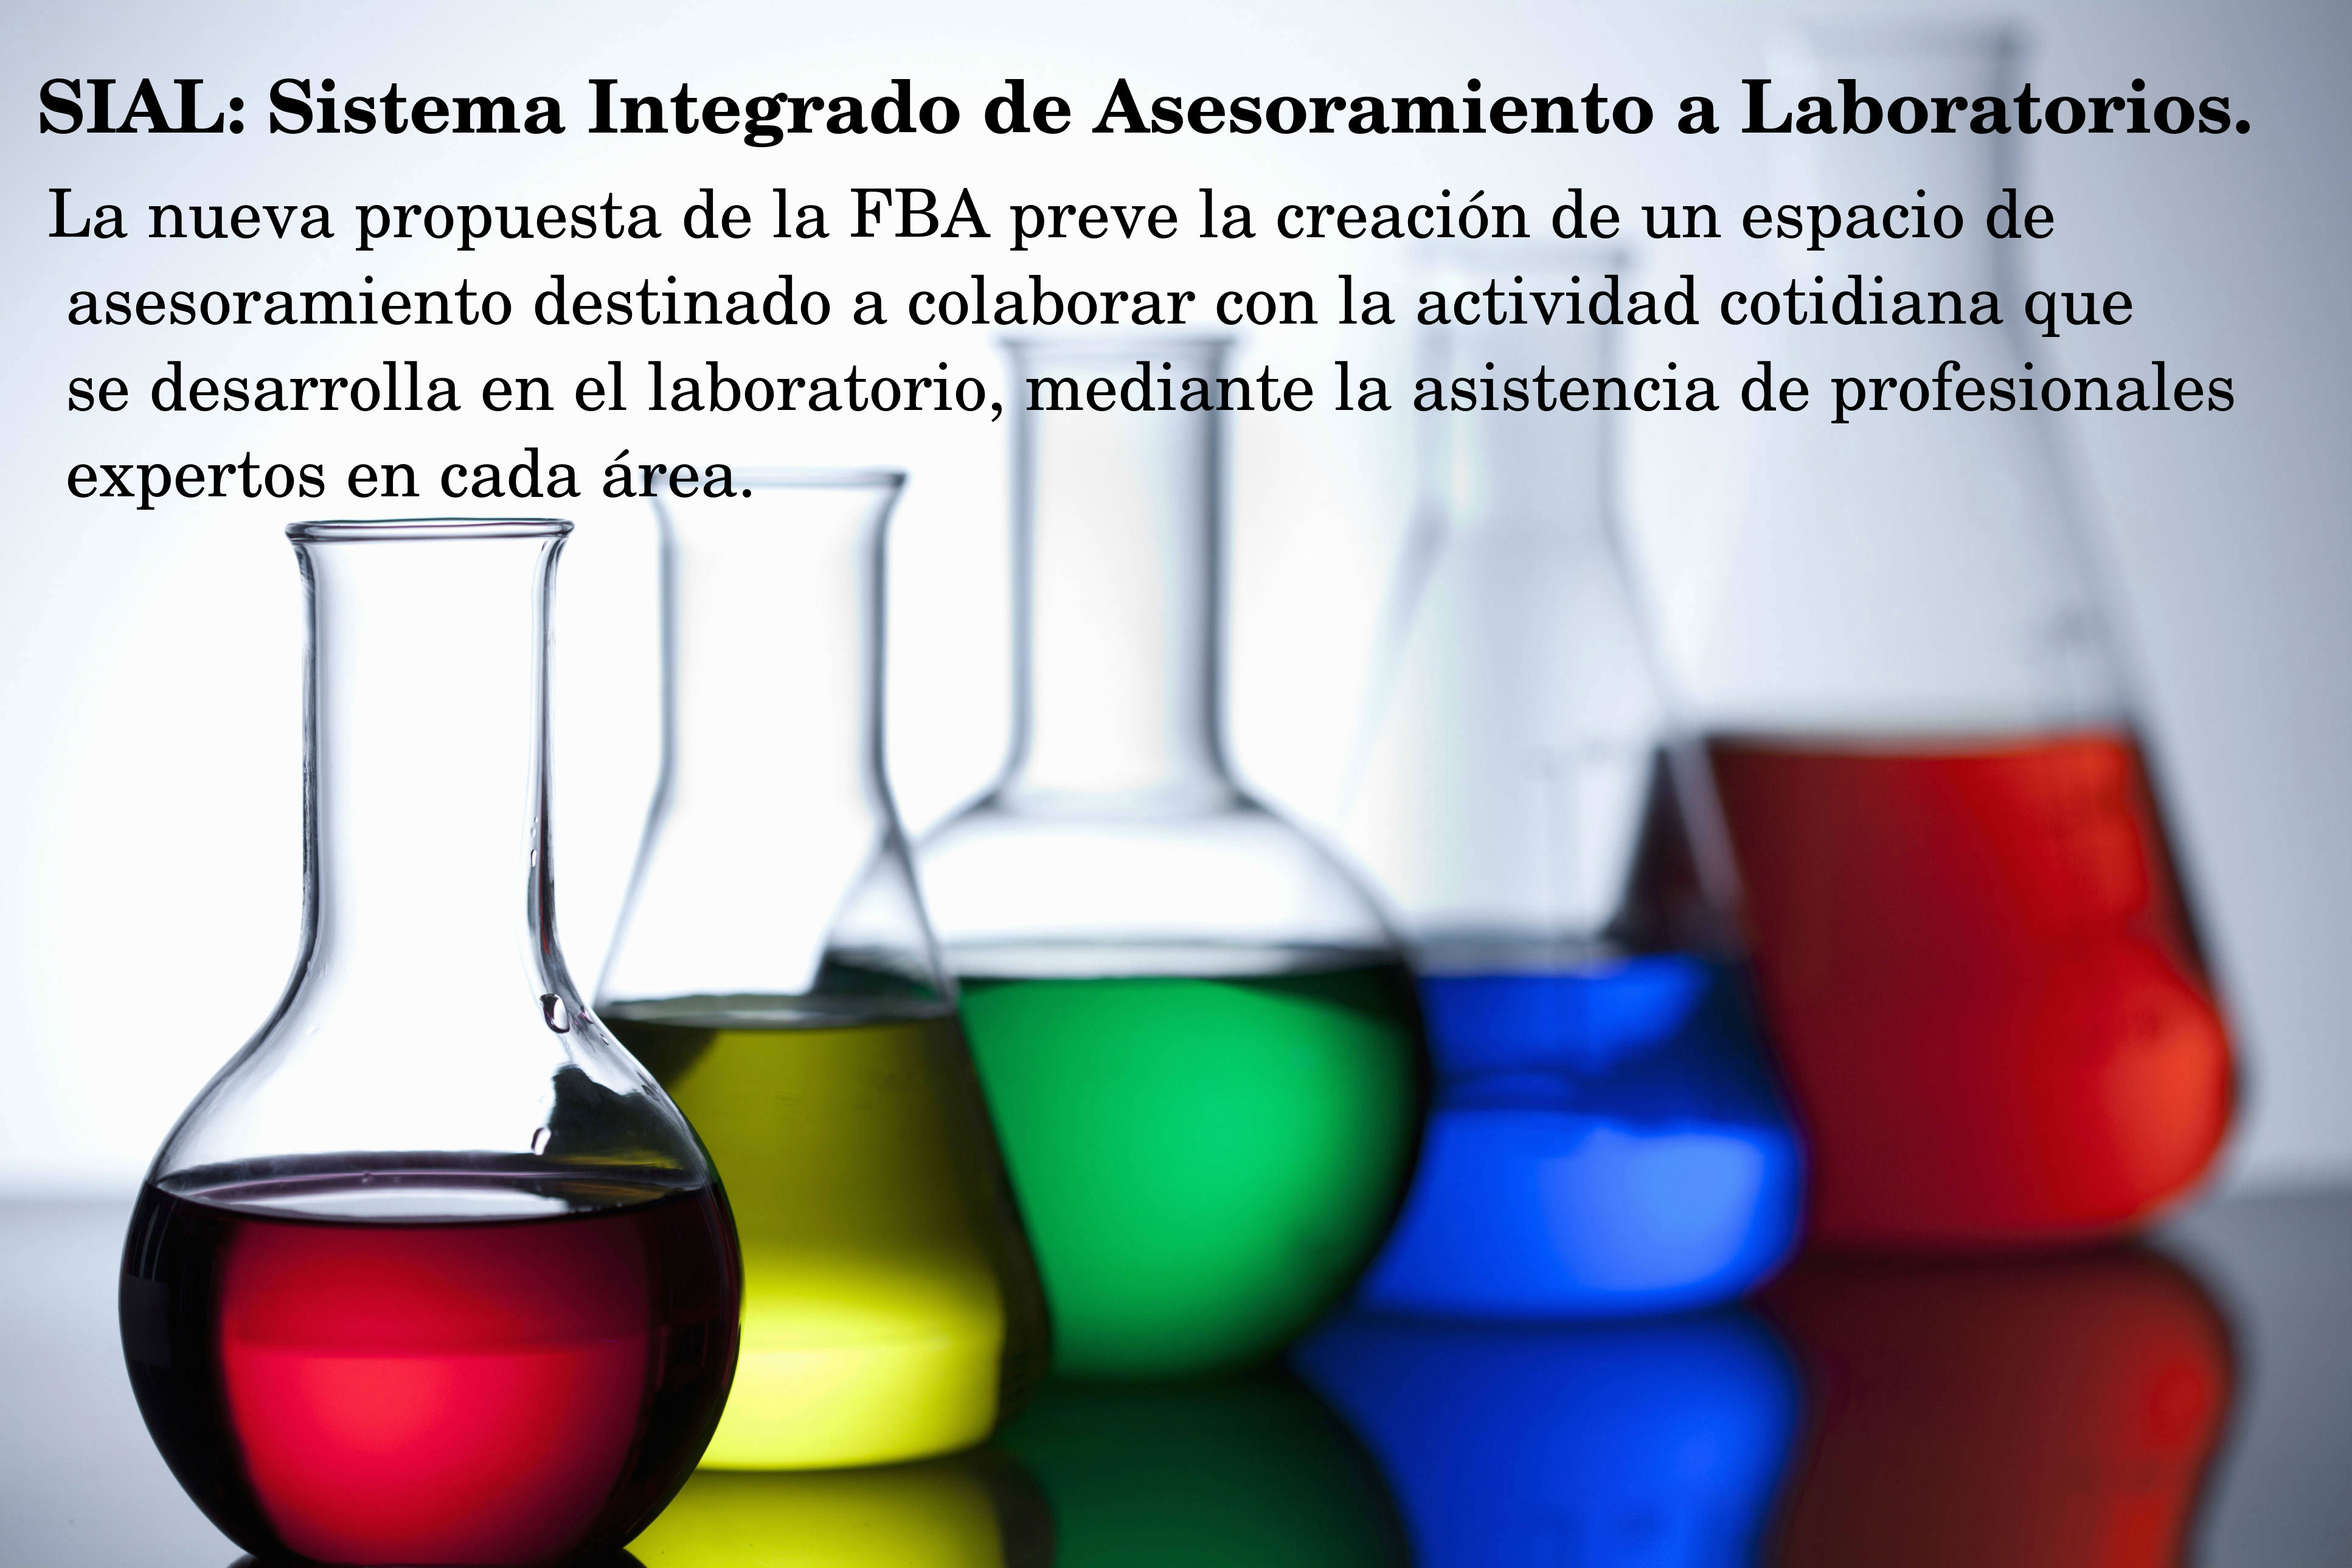 SIAL: Sistema Integrado de Asesoramiento a Laboratorios.
La nueva propuesta de la FBA preve la creación de un espacio de
asesoramiento destinado a colaborar con la actividad cotidiana que
se desarrolla en el laboratorio, mediante la asistencia de profesionales
expertos en cada área.